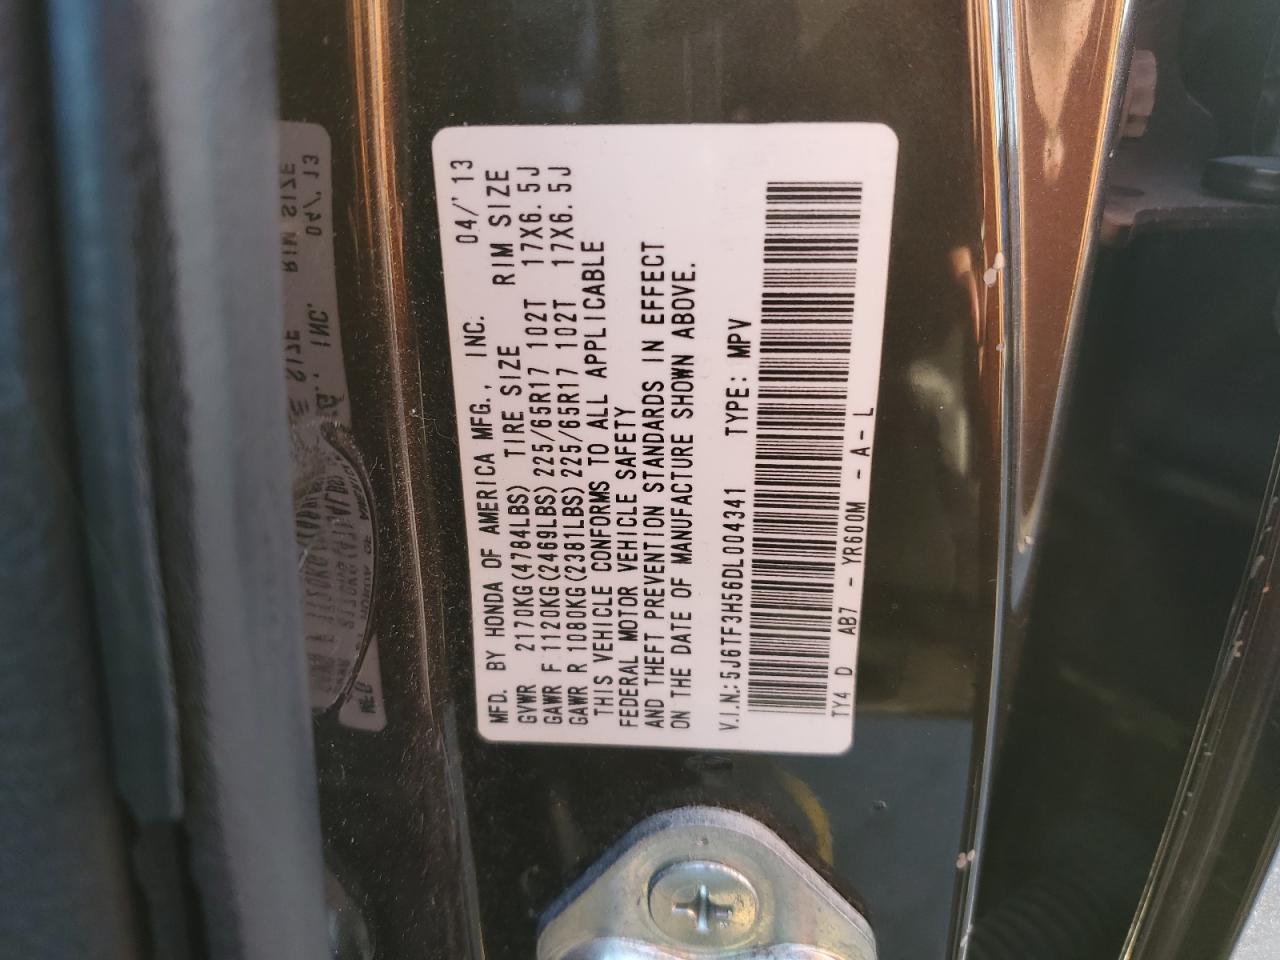 MFD. BY HONDA OF AMERICA MFG., INC. 04/'13
GVWR 2170KG(4784LBS) TIRE SIZE RIM SIZE
GAWR F 1120KG(2469LBS) 225/65R17 102T 17X6.5J
GAWR R 1080KG(2381LBS) 225/65R17 102T 17X6.5J
THIS VEHICLE CONFORMS TO ALL APPLICABLE
FEDERAL MOTOR VEHICLE SAFETY
AND THEFT PREVENTION STANDARDS IN EFFECT
ON THE DATE OF MANUFACTURE SHOWN ABOVE.
V.I.N.: 5J6TF3H56DL004341 TYPE: MPV
TY4 D AB7 - YR600M - A - L